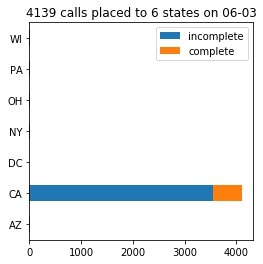 4139 calls placed to 6 states on 06-03
incomplete
complete
WI
PA
OH
NY
DC
CA
AZ
0 1000 2000 3000 4000